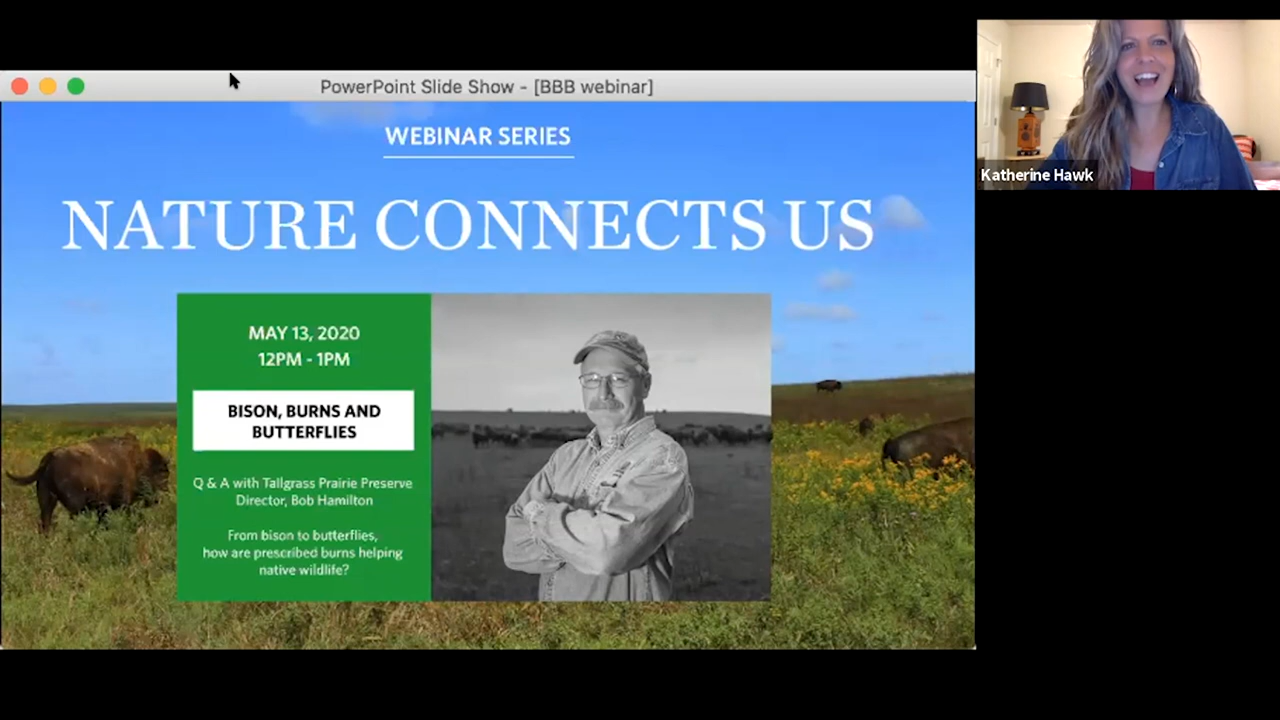 PowerPoint Slide Show - [BBB webinar]
WEBINAR SERIES
NATURE CONNECTS US
MAY 13, 2020
12PM - 1PM
BISON, BURNS AND
BUTTERFLIES
Q & A with Tallgrass Prairie Preserve
Director, Bob Hamilton
From bison to butterflies,
how are prescribed burns helping
native wildlife?
Katherine Hawk